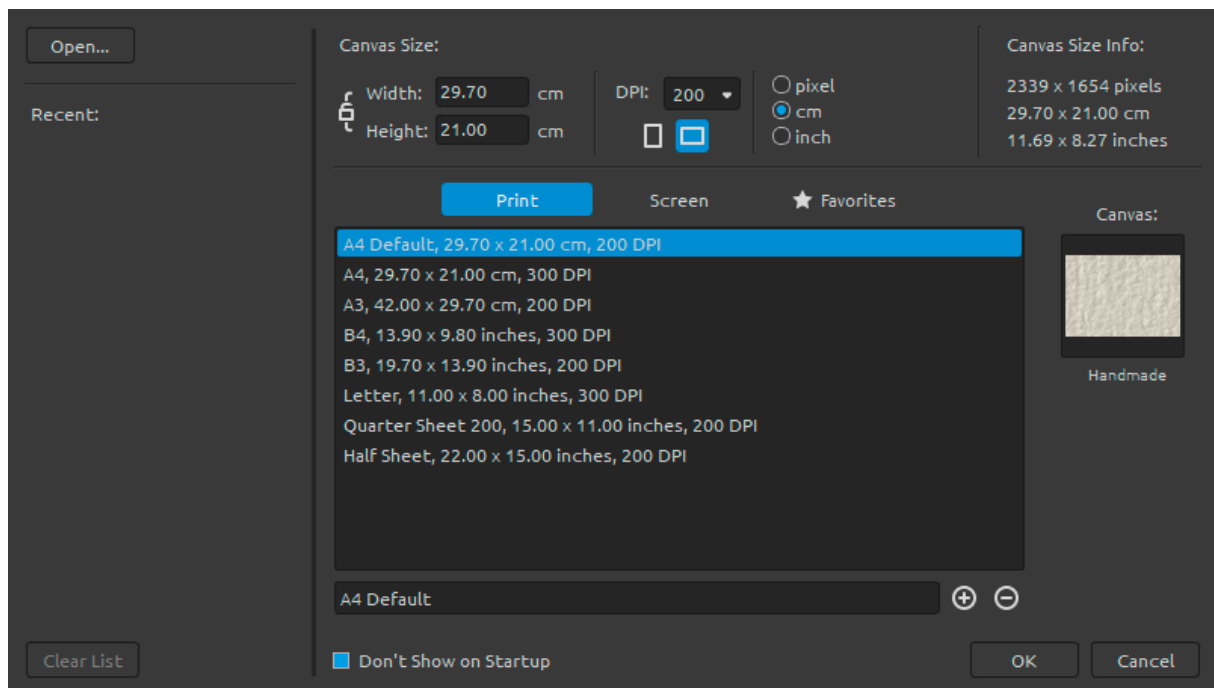 Open...
Recent:
Clear List
Canvas Size:
Width: 29.70 cm
Height: 21.00 cm
DPI: 200
pixel
cm
inch
Canvas Size Info:
2339 x 1654 pixels
29.70 x 21.00 cm
11.69 x 8.27 inches
Print Screen Favorites
A4 Default, 29.70 x 21.00 cm, 200 DPI
A4, 29.70 x 21.00 cm, 300 DPI
A3, 42.00 x 29.70 cm, 200 DPI
B4, 13.90 x 9.80 inches, 300 DPI
B3, 19.70 x 13.90 inches, 200 DPI
Letter, 11.00 x 8.00 inches, 300 DPI
Quarter Sheet 200, 15.00 x 11.00 inches, 200 DPI
Half Sheet, 22.00 x 15.00 inches, 200 DPI
Canvas:
Handmade
A4 Default
Don't Show on Startup
OK Cancel